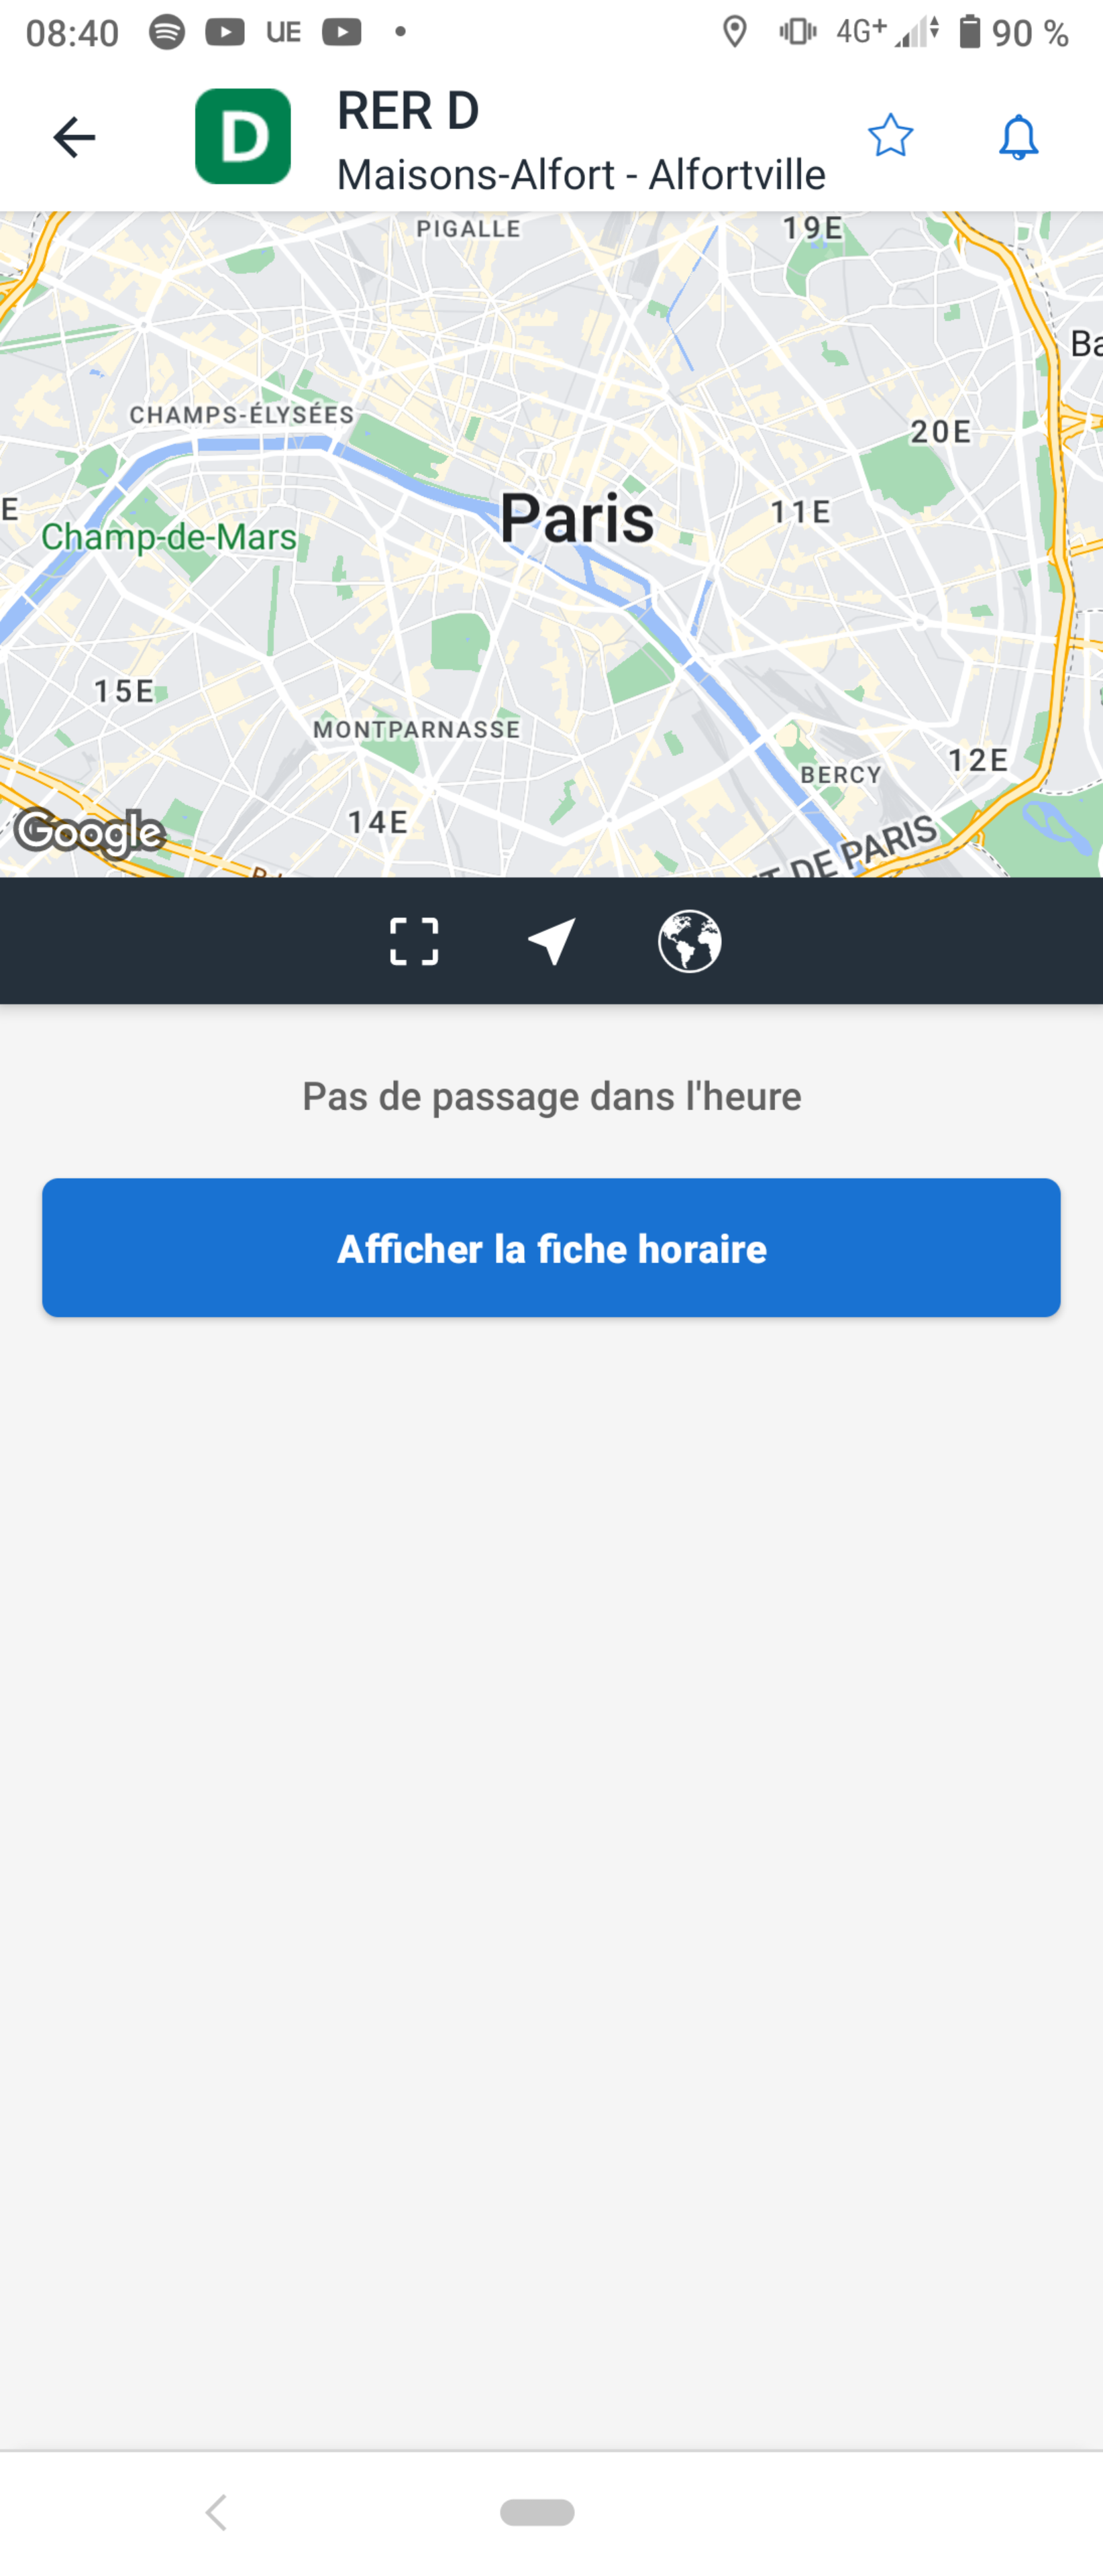 08:40 UE 4G+ 90 %
D
RER D
Maisons-Alfort - Alfortville
PIGALLE
19E
Ba
CHAMPS-ÉLYSÉES
20E
E
Champ-de-Mars
Paris
11E
15E
MONTPARNASSE
BERCY
12E
14E
Google
T DE PARIS
Pas de passage dans l'heure
Afficher la fiche horaire